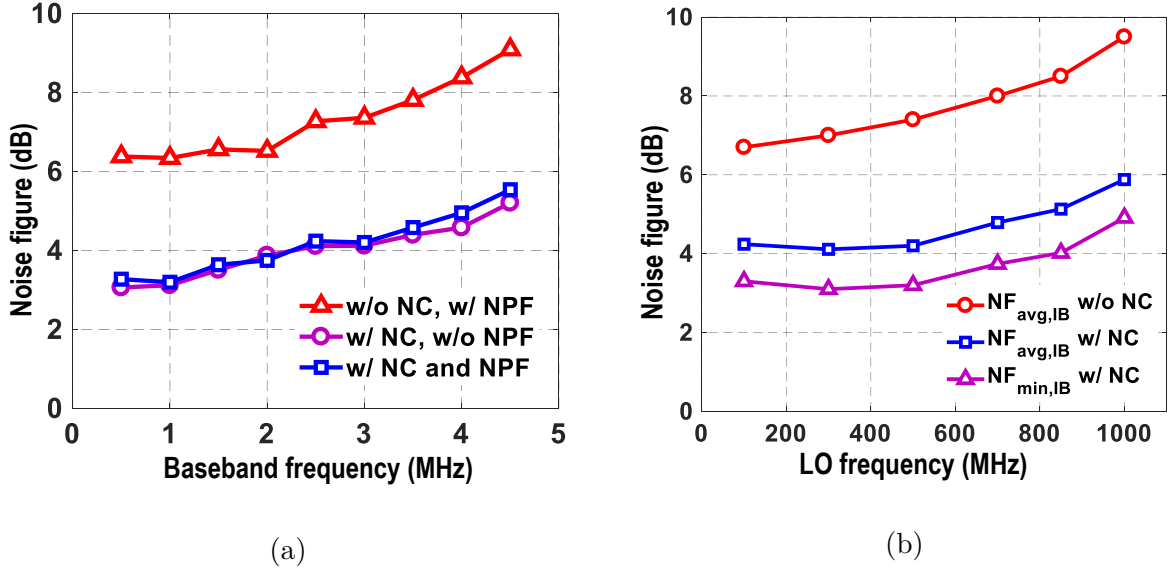 10
8
6
4
2
0
Noise figure (dB)
w/o NC, w/ NPF
w/ NC, w/o NPF
w/ NC and NPF
0 1 2 3 4 5
Baseband frequency (MHz)
(a)
10
8
6
4
2
0
Noise figure (dB)
NFavg,IB w/o NC
NFavg,IB w/ NC
NFmin,IB w/ NC
0 200 400 600 800 1000
LO frequency (MHz)
(b)